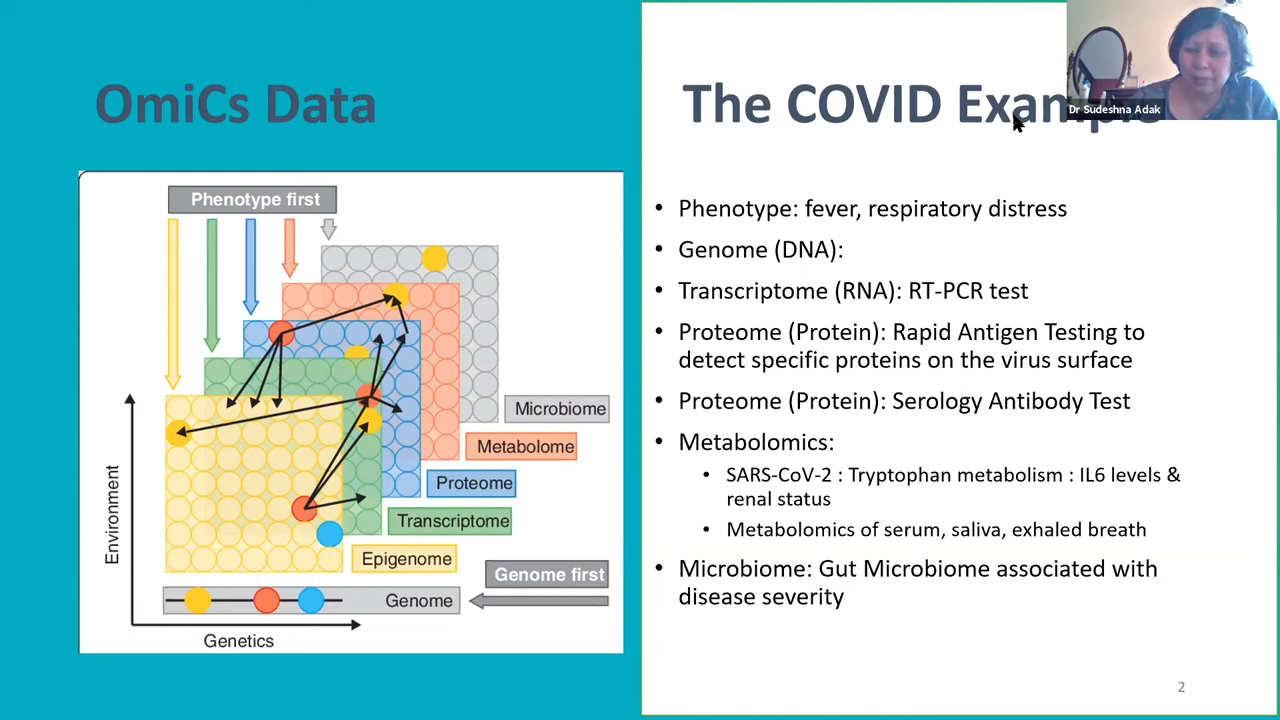 OmiCs Data
Phenotype first
Microbiome
Metabolome
Proteome
Transcriptome
Epigenome
Genome first
Genome
Environment
Genetics
The COVID Example
Dr Sudeshna Adak
• Phenotype: fever, respiratory distress
• Genome (DNA):
• Transcriptome (RNA): RT-PCR test
• Proteome (Protein): Rapid Antigen Testing to
detect specific proteins on the virus surface
• Proteome (Protein): Serology Antibody Test
• Metabolomics:
• SARS-CoV-2 : Tryptophan metabolism : IL6 levels &
renal status
• Metabolomics of serum, saliva, exhaled breath
• Microbiome: Gut Microbiome associated with
disease severity
2